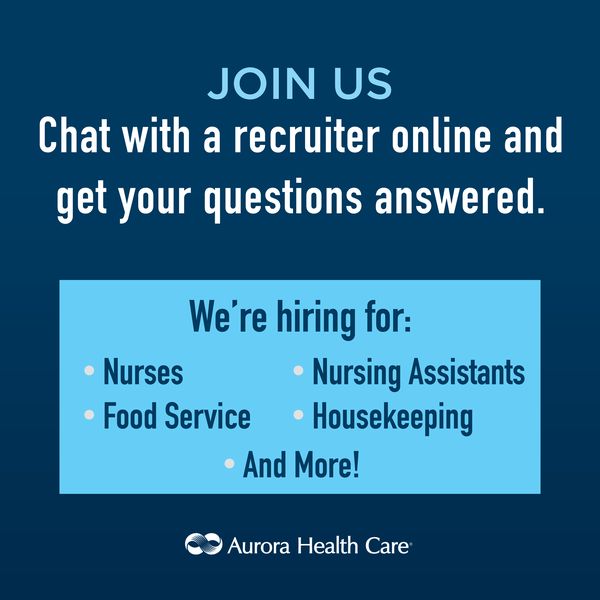 JOIN US
Chat with a recruiter online and
get your questions answered.
We're hiring for:
• Nurses
• Nursing Assistants
• Food Service
• Housekeeping
• And More!
Aurora Health Care®